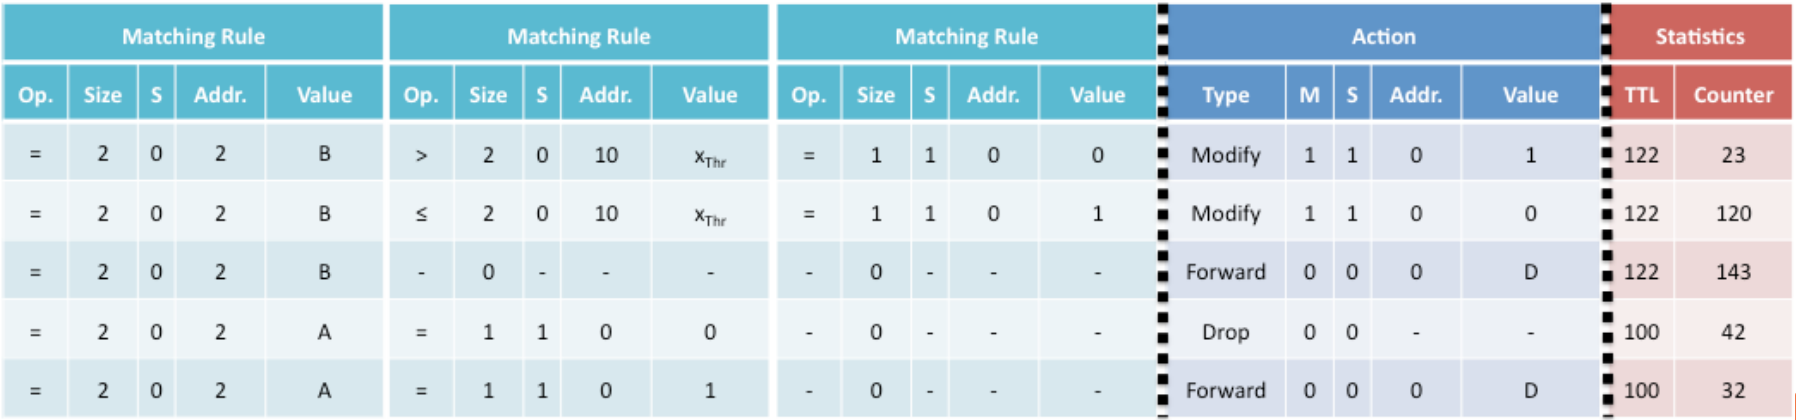 Matching Rule Matching Rule Matching Rule Action Statistics
Op. Size S Addr. Value Op. Size S Addr. Value Op. Size S Addr. Value Type M S Addr. Value TTL Counter
= 2 0 2 B > 2 0 10 xThr = 1 1 0 0 Modify 1 1 0 1 122 23
= 2 0 2 B ≤ 2 0 10 xThr = 1 1 0 1 Modify 1 1 0 0 122 120
= 2 0 2 B - 0 - - - - 0 - - - Forward 0 0 0 D 122 143
= 2 0 2 A = 1 1 0 0 - 0 - - - Drop 0 0 - - 100 42
= 2 0 2 A = 1 1 0 1 - 0 - - - Forward 0 0 0 D 100 32